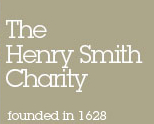 The
Henry Smith
Charity
founded in 1628